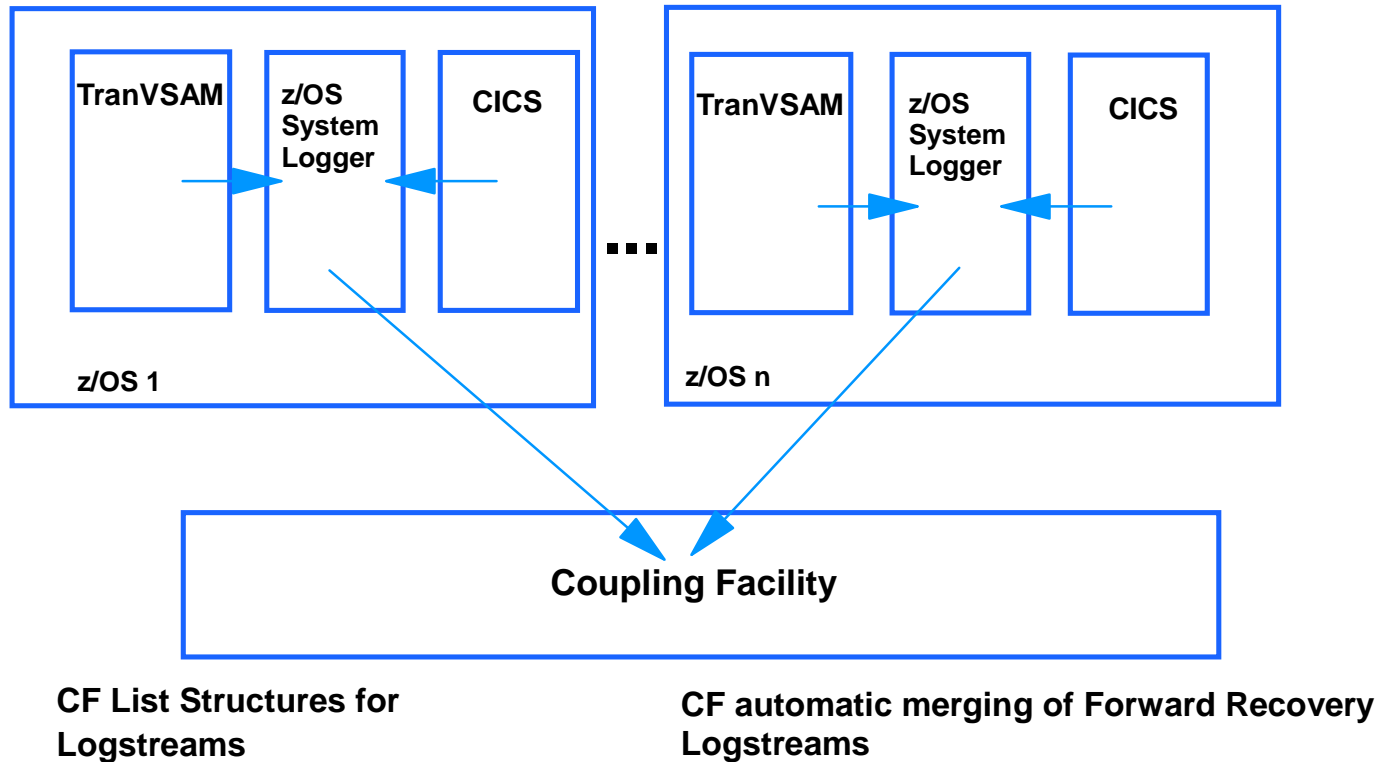 TranVSAM
z/OS
System
Logger
CICS
z/OS 1
...
TranVSAM
z/OS
System
Logger
CICS
z/OS n
Coupling Facility
CF List Structures for
Logstreams
CF automatic merging of Forward Recovery
Logstreams